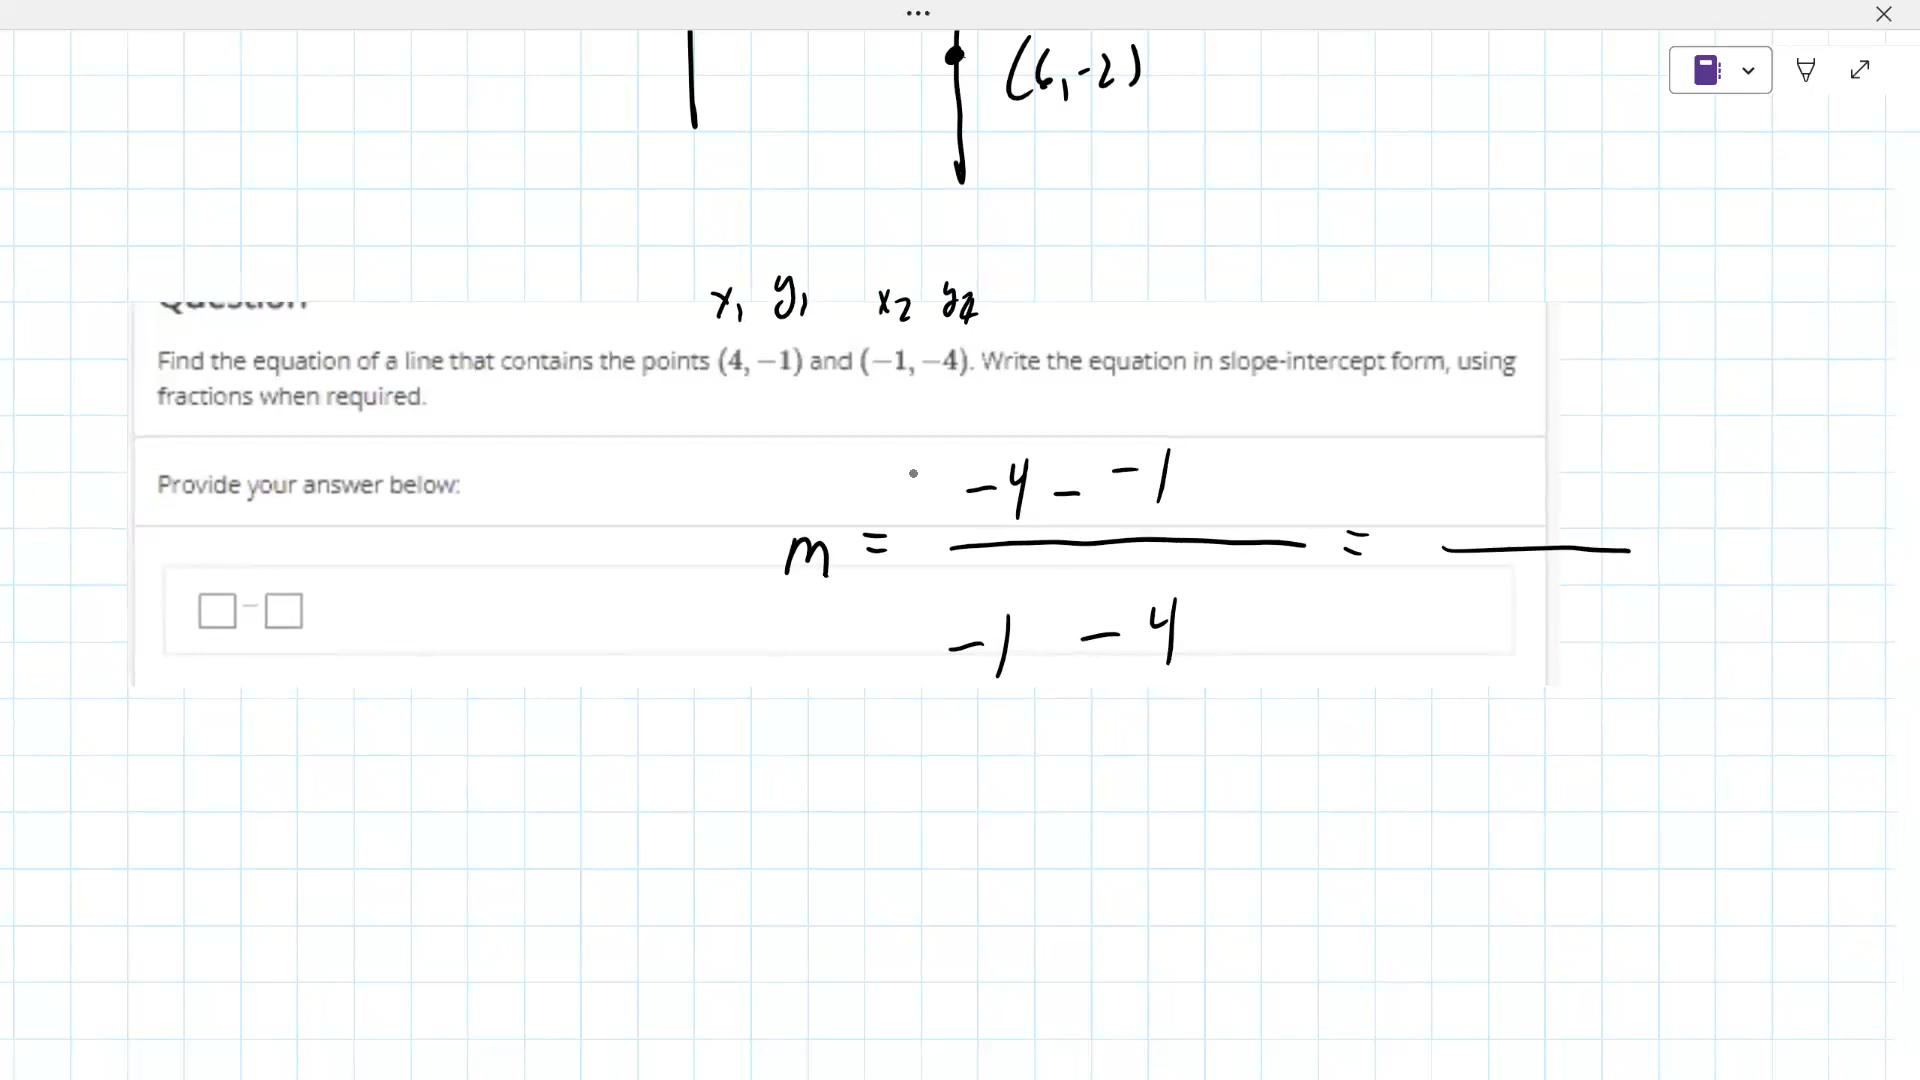 (6,-2)
x1 y1 x2 y2
Question
Find the equation of a line that contains the points (4, −1) and (−1, −4). Write the equation in slope-intercept form, using
fractions when required.
Provide your answer below:
-4 - -1
m = =
-1 - 4
□ − □